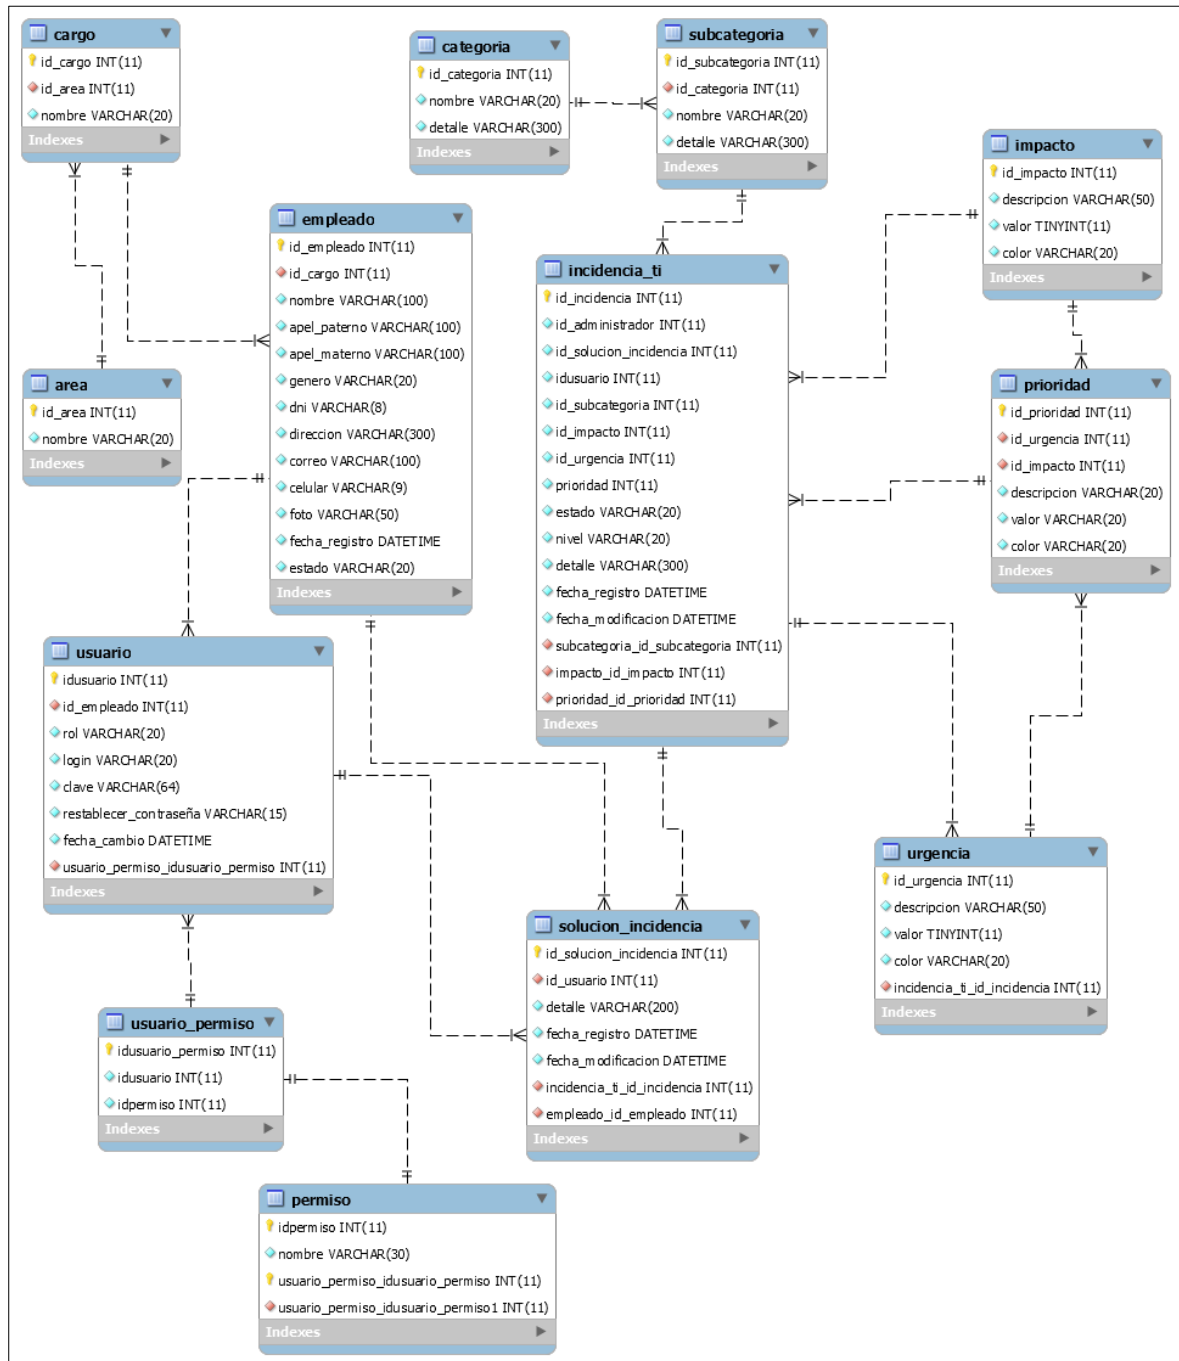 cargo
id_cargo INT(11)
id_area INT(11)
nombre VARCHAR(20)
Indexes
categoria
id_categoria INT(11)
nombre VARCHAR(20)
detalle VARCHAR(300)
Indexes
subcategoria
id_subcategoria INT(11)
id_categoria INT(11)
nombre VARCHAR(20)
detalle VARCHAR(300)
Indexes
impacto
id_impacto INT(11)
descripcion VARCHAR(50)
valor TINYINT(11)
color VARCHAR(20)
Indexes
empleado
id_empleado INT(11)
id_cargo INT(11)
nombre VARCHAR(100)
apel_paterno VARCHAR(100)
apel_materno VARCHAR(100)
genero VARCHAR(20)
dni VARCHAR(8)
direccion VARCHAR(300)
correo VARCHAR(100)
celular VARCHAR(9)
foto VARCHAR(50)
fecha_registro DATETIME
estado VARCHAR(20)
Indexes
incidencia_ti
id_incidencia INT(11)
id_administrador INT(11)
id_solucion_incidencia INT(11)
idusuario INT(11)
id_subcategoria INT(11)
id_impacto INT(11)
id_urgencia INT(11)
prioridad INT(11)
estado VARCHAR(20)
nivel VARCHAR(20)
detalle VARCHAR(300)
fecha_registro DATETIME
fecha_modificacion DATETIME
subcategoria_id_subcategoria INT(11)
impacto_id_impacto INT(11)
prioridad_id_prioridad INT(11)
Indexes
area
id_area INT(11)
nombre VARCHAR(20)
Indexes
prioridad
id_prioridad INT(11)
id_urgencia INT(11)
id_impacto INT(11)
descripcion VARCHAR(20)
valor VARCHAR(20)
color VARCHAR(20)
Indexes
usuario
idusuario INT(11)
id_empleado INT(11)
rol VARCHAR(20)
login VARCHAR(20)
clave VARCHAR(64)
restablecer_contraseña VARCHAR(15)
fecha_cambio DATETIME
usuario_permiso_idusuario_permiso INT(11)
Indexes
urgencia
id_urgencia INT(11)
descripcion VARCHAR(50)
valor TINYINT(11)
color VARCHAR(20)
incidencia_ti_id_incidencia INT(11)
Indexes
solucion_incidencia
id_solucion_incidencia INT(11)
id_usuario INT(11)
detalle VARCHAR(200)
fecha_registro DATETIME
fecha_modificacion DATETIME
incidencia_ti_id_incidencia INT(11)
empleado_id_empleado INT(11)
Indexes
usuario_permiso
idusuario_permiso INT(11)
idusuario INT(11)
idpermiso INT(11)
Indexes
permiso
idpermiso INT(11)
nombre VARCHAR(30)
usuario_permiso_idusuario_permiso INT(11)
usuario_permiso_idusuario_permiso1 INT(11)
Indexes